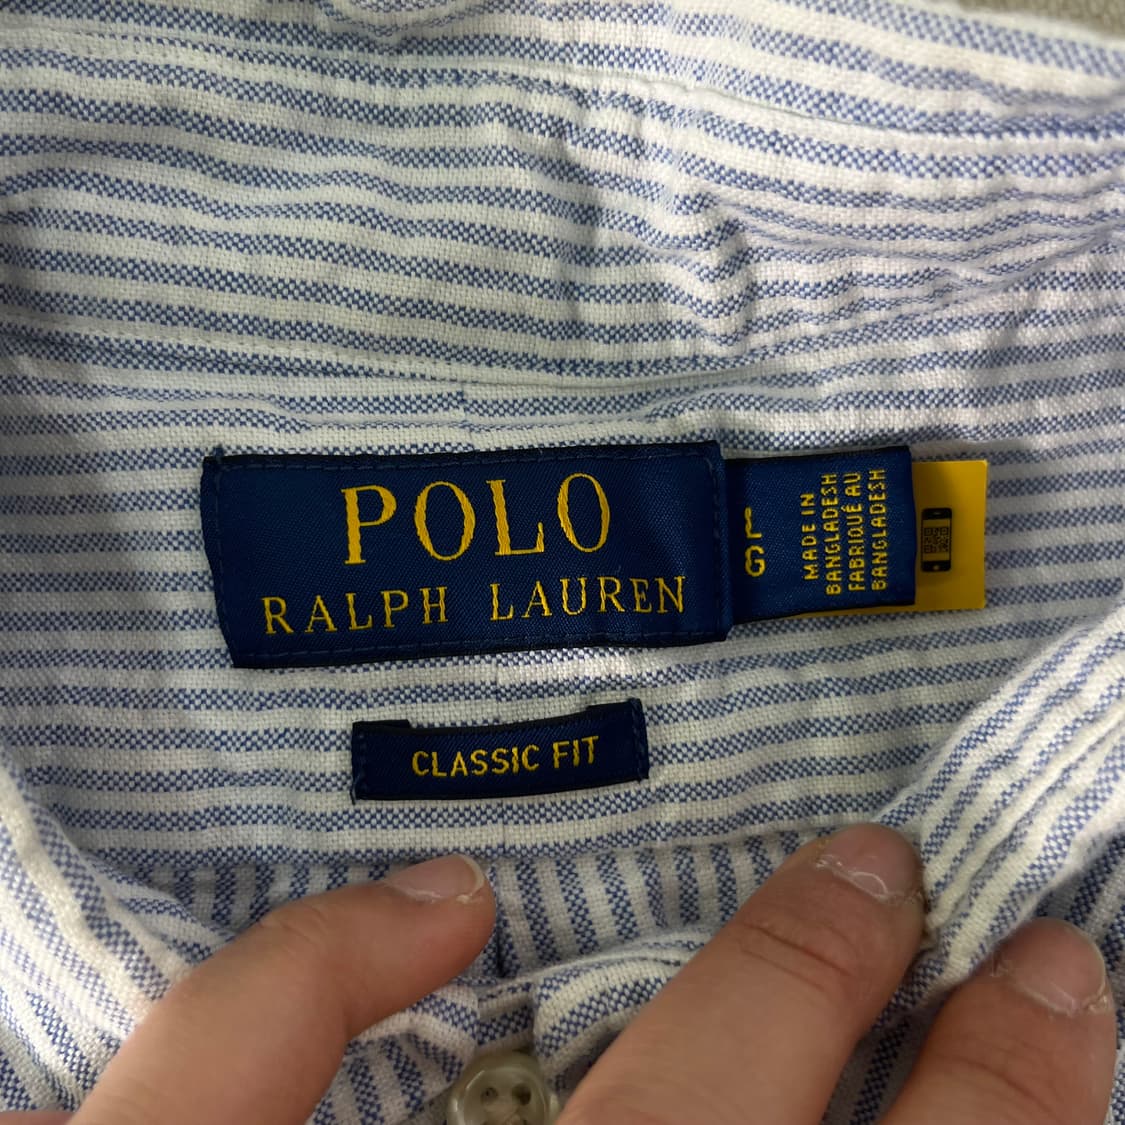 POLO
RALPH LAUREN
G L
MADE IN
BANGLADESH
FABRIQUÉ AU
BANGLADESH
CLASSIC FIT